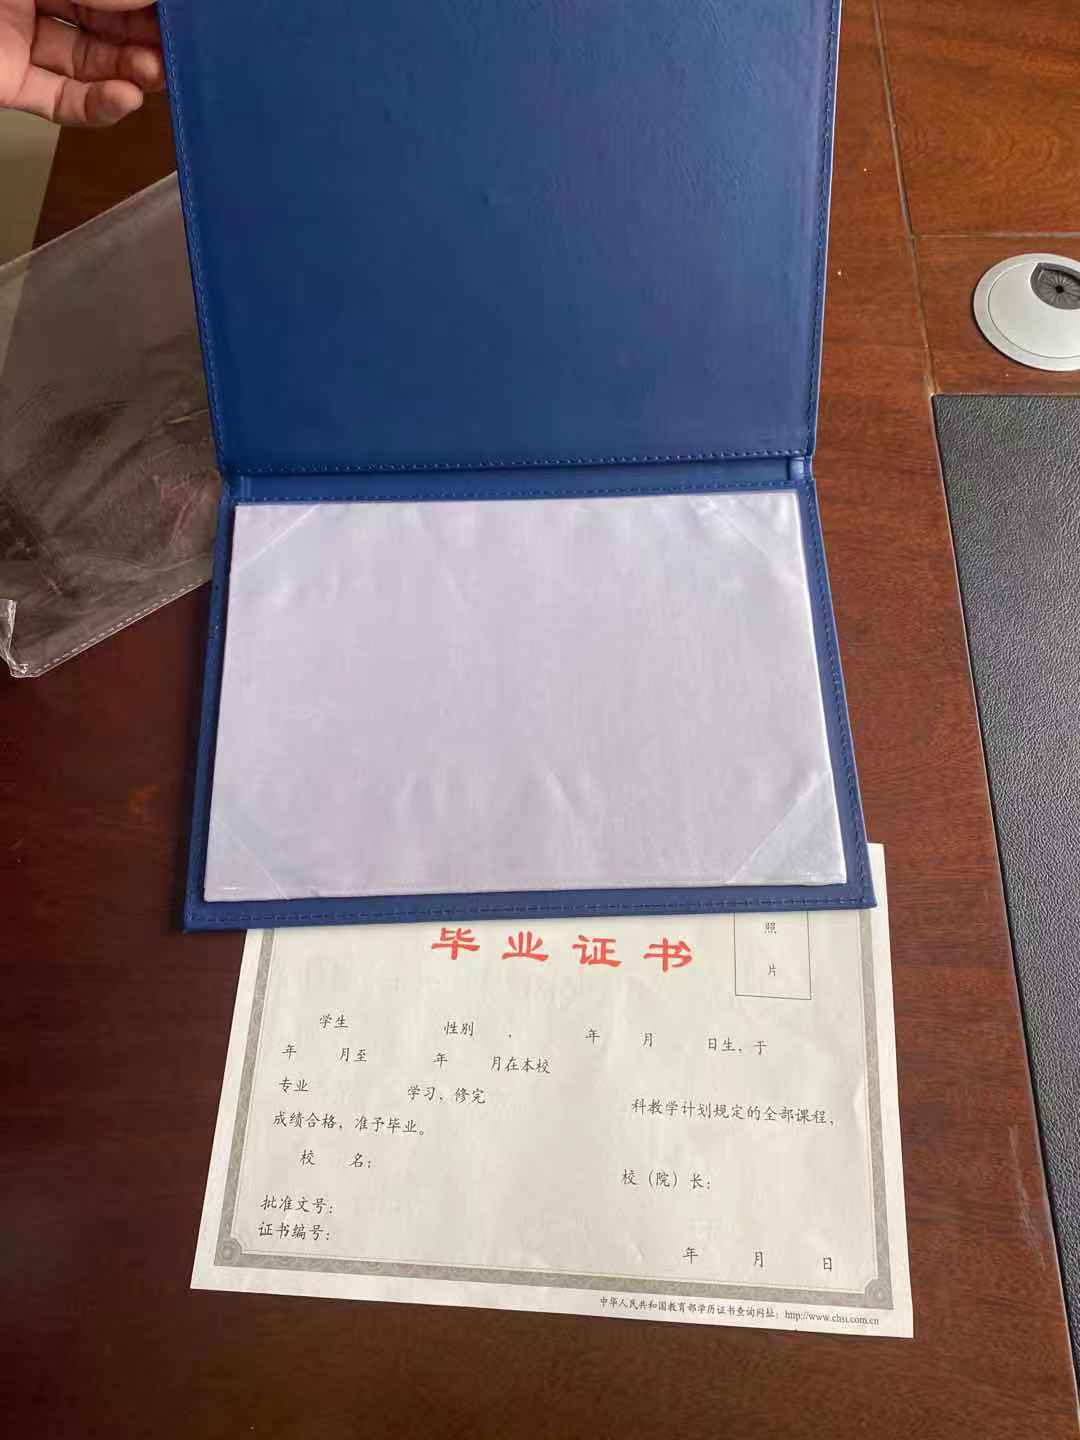 毕业证书
照
片
学生 性别 ， 年 月 日生，于
年 月至 年 月在本校
专业 学习，修完 科教学计划规定的全部课程，
成绩合格，准予毕业。
校 名：
校（院）长：
批准文号：
证书编号：
年 月 日
中华人民共和国教育部学历证书查询网址：http://www.chsi.com.cn